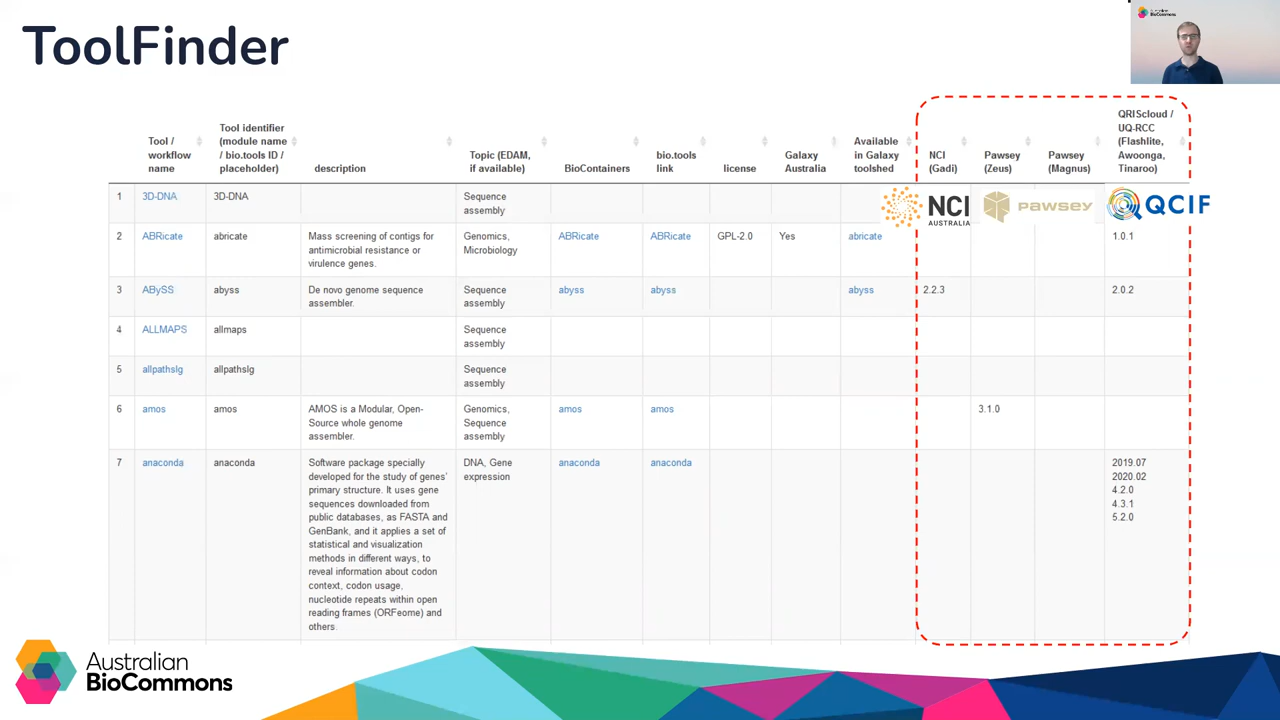 ToolFinder
Australian
BioCommons
Tool /
workflow
name
Tool identifier
(module name
/ bio.tools ID /
placeholder)
description
Topic (EDAM,
if available)
BioContainers
bio.tools
link
license
Galaxy
Australia
Available
in Galaxy
toolshed
NCI
(Gadi)
Pawsey
(Zeus)
Pawsey
(Magnus)
QRIScloud /
UQ-RCC
(Flashlite,
Awoonga,
Tinaroo)
1
3D-DNA
3D-DNA
Sequence
assembly
NCI
AUSTRALIA
PAWSEY
QCIF
2
ABRicate
abricate
Mass screening of contigs for
antimicrobial resistance or
virulence genes.
Genomics,
Microbiology
ABRicate
ABRicate
GPL-2.0
Yes
abricate
1.0.1
3
ABySS
abyss
De novo genome sequence
assembler.
Sequence
assembly
abyss
abyss
abyss
2.2.3
2.0.2
4
ALLMAPS
allmaps
Sequence
assembly
5
allpathslg
allpathslg
Sequence
assembly
6
amos
amos
AMOS is a Modular, Open-
Source whole genome
assembler.
Genomics,
Sequence
assembly
amos
amos
3.1.0
7
anaconda
anaconda
Software package specially
developed for the study of genes'
primary structure. It uses gene
sequences downloaded from
public databases, as FASTA and
GenBank, and it applies a set of
statistical and visualization
methods in different ways, to
reveal information about codon
context, codon usage,
nucleotide repeats within open
reading frames (ORFeome) and
others.
DNA, Gene
expression
anaconda
anaconda
2019.07
2020.02
4.2.0
4.3.1
5.2.0
Australian
BioCommons